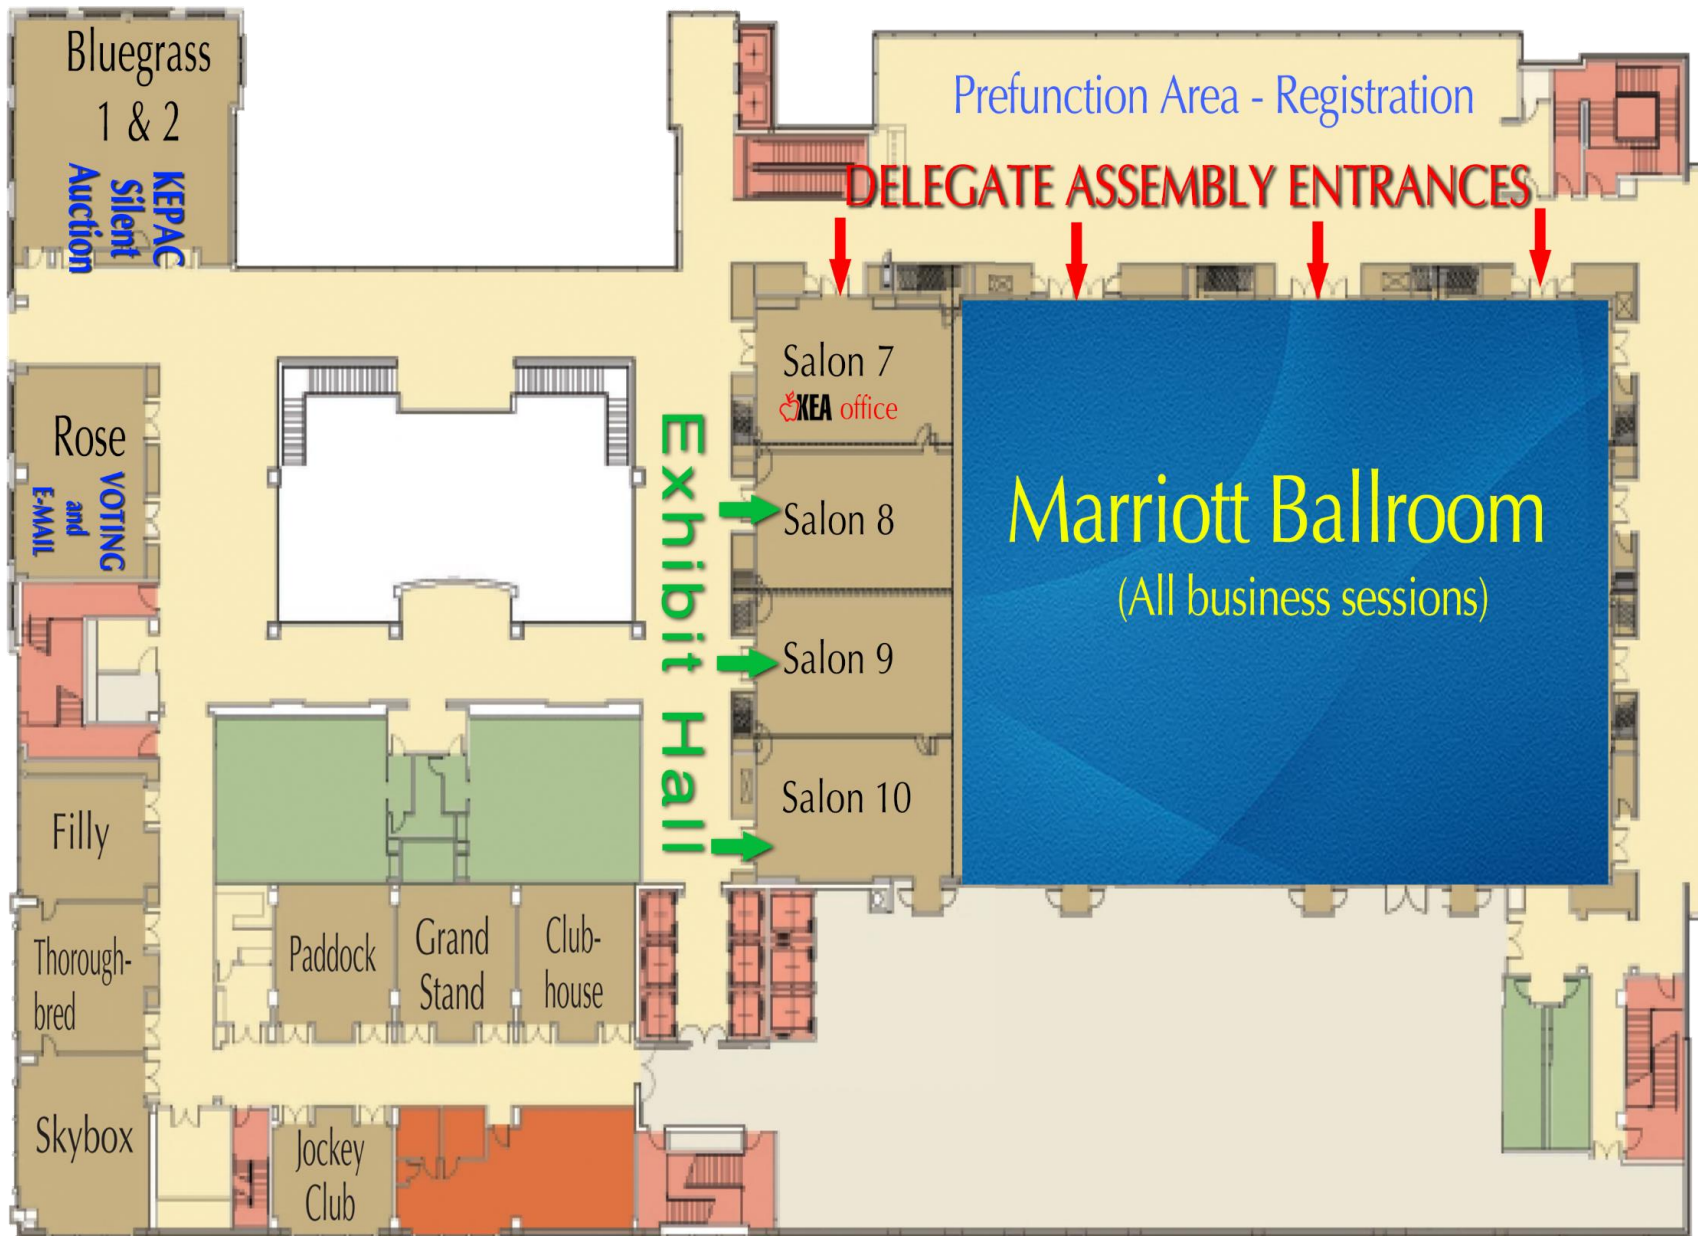 Bluegrass
1 & 2
KEPAC
Silent
Auction
Prefunction Area - Registration
DELEGATE ASSEMBLY ENTRANCES
Rose
VOTING
and
E-MAIL
Exhibit Hall
Salon 7
KEA office
Salon 8
Salon 9
Salon 10
Marriott Ballroom
(All business sessions)
Filly
Thorough-
bred
Skybox
Paddock
Grand
Stand
Club-
house
Jockey
Club